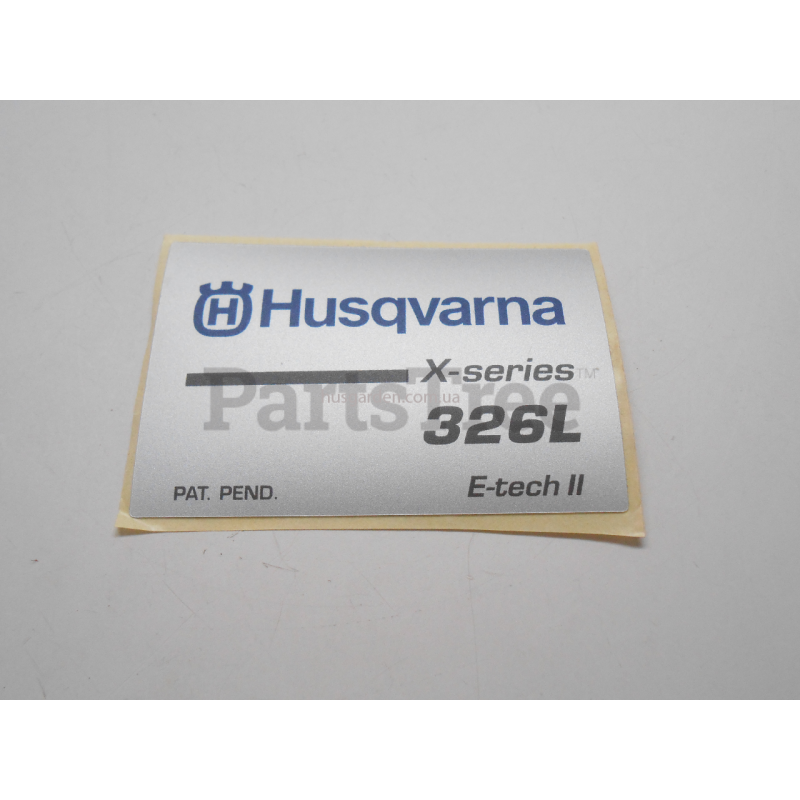 H Husqvarna
X-series™
PartsTree
Husgarden.com.ua
326L
PAT. PEND.
E-tech II